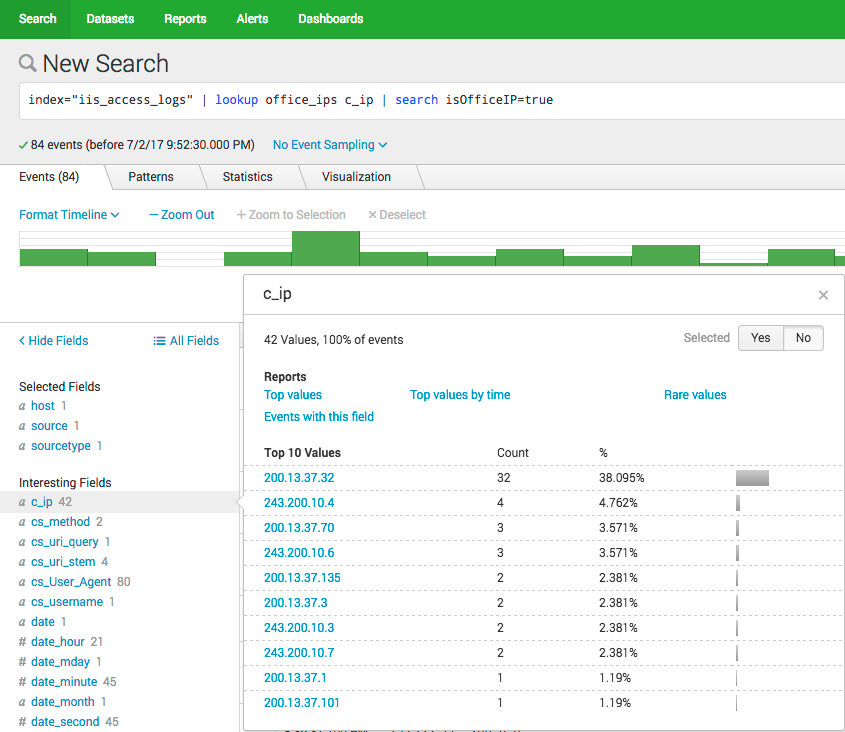 Search Datasets Reports Alerts Dashboards
New Search
index="iis_access_logs" | lookup office_ips c_ip | search isOfficeIP=true
84 events (before 7/2/17 9:52:30.000 PM) No Event Sampling
Events (84) Patterns Statistics Visualization
Format Timeline — Zoom Out + Zoom to Selection × Deselect
c_ip ×
42 Values, 100% of events Selected Yes No
Reports
Top values Top values by time Rare values
Events with this field
Top 10 Values Count %
200.13.37.32 32 38.095%
243.200.10.4 4 4.762%
200.13.37.70 3 3.571%
243.200.10.6 3 3.571%
200.13.37.135 2 2.381%
200.13.37.3 2 2.381%
243.200.10.3 2 2.381%
243.200.10.7 2 2.381%
200.13.37.1 1 1.19%
200.13.37.101 1 1.19%
< Hide Fields All Fields
Selected Fields
a host 1
a source 1
a sourcetype 1
Interesting Fields
a c_ip 42
a cs_method 2
a cs_uri_query 1
a cs_uri_stem 4
a cs_User_Agent 80
a cs_username 1
a date 1
# date_hour 21
# date_mday 1
# date_minute 45
a date_month 1
# date_second 45